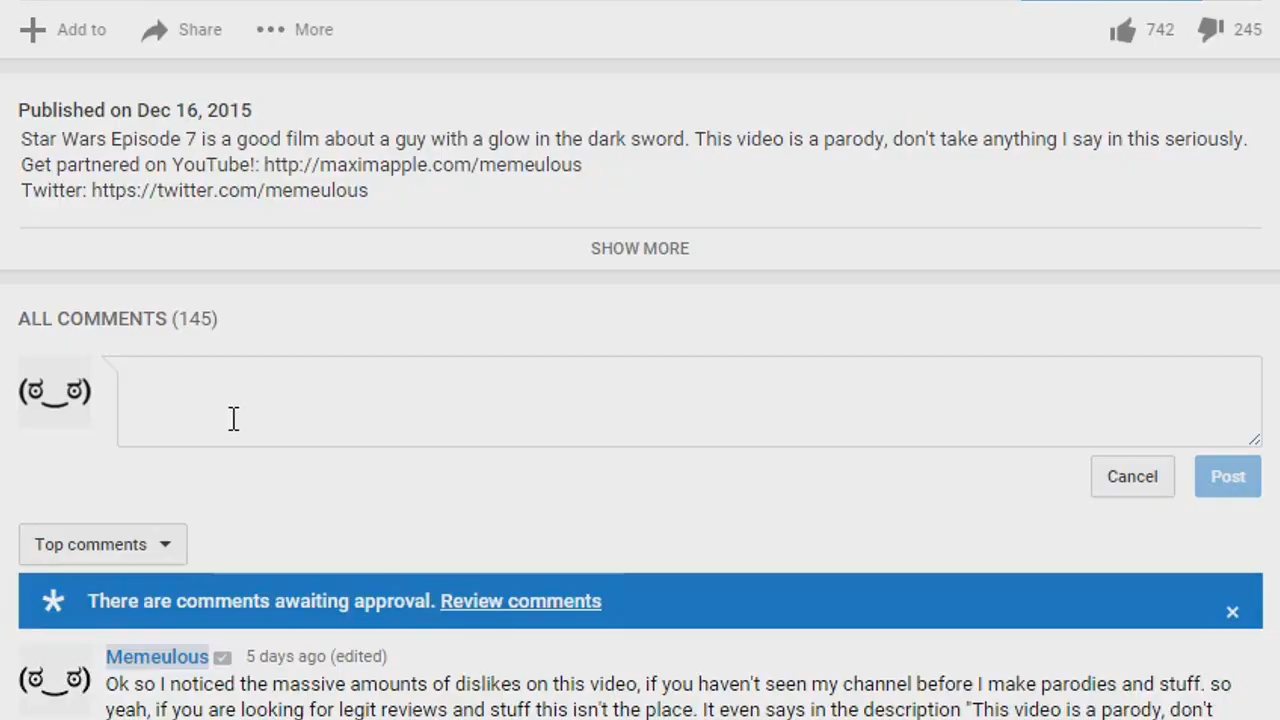 Add to Share More 742 245
Published on Dec 16, 2015
Star Wars Episode 7 is a good film about a guy with a glow in the dark sword. This video is a parody, don't take anything I say in this seriously.
Get partnered on YouTube!: http://maximapple.com/memeulous
Twitter: https://twitter.com/memeulous
SHOW MORE
ALL COMMENTS (145)
(ಠ‿ಠ)
Cancel Post
Top comments
There are comments awaiting approval. Review comments ×
Memeulous 5 days ago (edited)
(ಠ‿ಠ)
Ok so I noticed the massive amounts of dislikes on this video, if you haven't seen my channel before I make parodies and stuff. so
yeah, if you are looking for legit reviews and stuff this isn't the place. It even says in the description "This video is a parody, don't